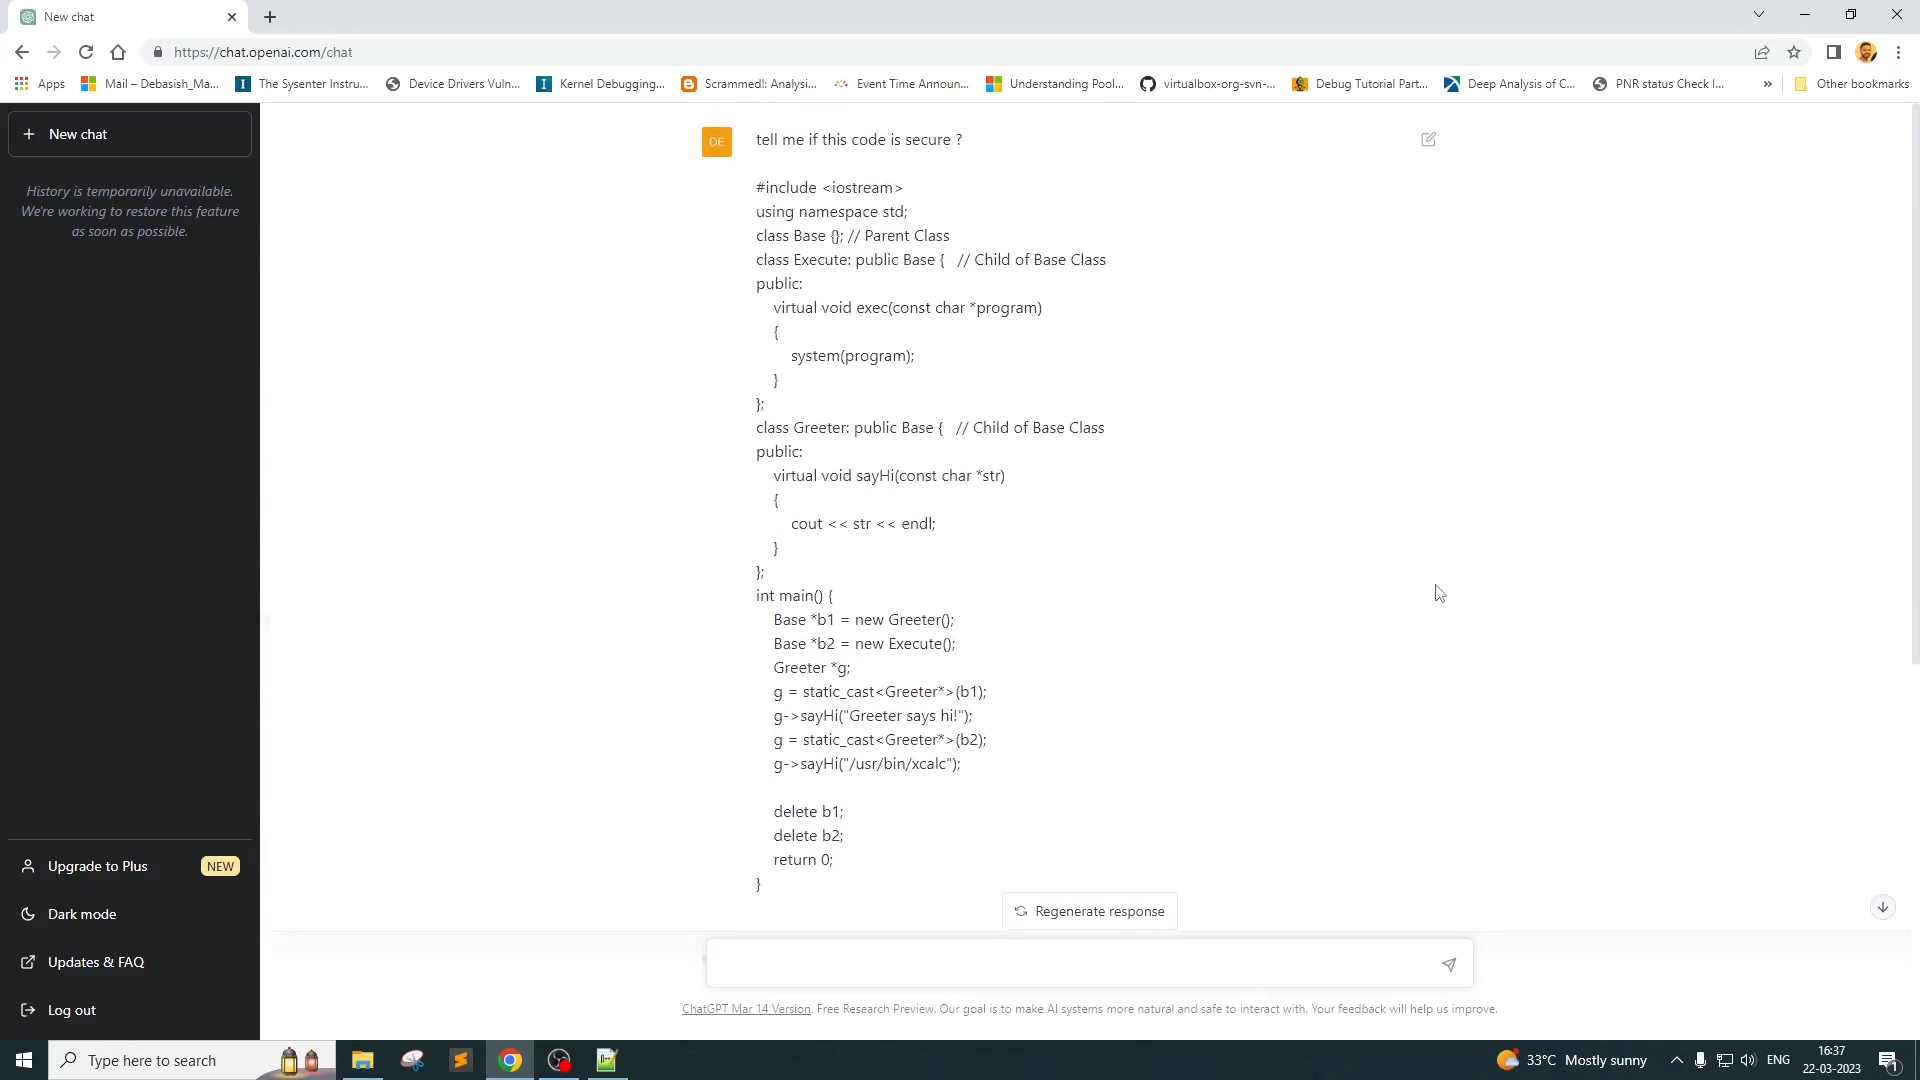 New chat
https://chat.openai.com/chat
Apps
Mail – Debasish_Ma...
The Sysenter Instru...
Device Drivers Vuln...
Kernel Debugging...
Scrammed!: Analysi...
Event Time Announ...
Understanding Pool...
virtualbox-org-svn-...
Debug Tutorial Part...
Deep Analysis of C...
PNR status Check I...
»
Other bookmarks
New chat
History is temporarily unavailable.
We're working to restore this feature
as soon as possible.
Upgrade to Plus
NEW
Dark mode
Updates & FAQ
Log out
DE
tell me if this code is secure ?
#include <iostream>
using namespace std;
class Base {}; // Parent Class
class Execute: public Base {   // Child of Base Class
public:
    virtual void exec(const char *program)
    {
        system(program);
    }
};
class Greeter: public Base {   // Child of Base Class
public:
    virtual void sayHi(const char *str)
    {
        cout << str << endl;
    }
};
int main() {
    Base *b1 = new Greeter();
    Base *b2 = new Execute();
    Greeter *g;
    g = static_cast<Greeter*>(b1);
    g->sayHi("Greeter says hi!");
    g = static_cast<Greeter*>(b2);
    g->sayHi("/usr/bin/xcalc");
    delete b1;
    delete b2;
    return 0;
}
Regenerate response
ChatGPT Mar 14 Version. Free Research Preview. Our goal is to make AI systems more natural and safe to interact with. Your feedback will help us improve.
Type here to search
33°C Mostly sunny
ENG
16:37
22-03-2023
1